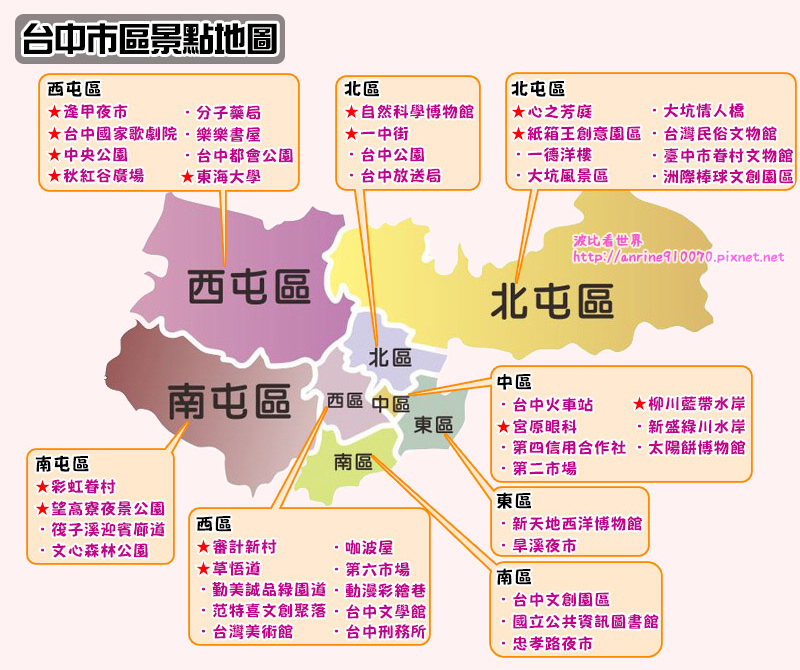 台中市區景點地圖
西屯區
★逢甲夜市
★台中國家歌劇院
★中央公園
★秋紅谷廣場
・分子藥局
・樂樂書屋
・台中都會公園
★東海大學
北區
★自然科學博物館
★一中街
・台中公園
・台中放送局
北屯區
★心之芳庭
★紙箱王創意園區
・一德洋樓
・大坑風景區
・大坑情人橋
・台灣民俗文物館
・臺中市眷村文物館
・洲際棒球文創園區
波比看世界
http://anrine910070.pixnet.net
西屯區
北屯區
北區
南屯區
西區
中區
東區
南區
中區
・台中火車站
★宮原眼科
・第四信用合作社
・第二市場
★柳川藍帶水岸
・新盛綠川水岸
・太陽餅博物館
南屯區
★彩虹眷村
★望高寮夜景公園
・筏子溪迎賓廊道
・文心森林公園
西區
★審計新村
★草悟道
・勤美誠品綠園道
・范特喜文創聚落
・台灣美術館
・咖波屋
・第六市場
・動漫彩繪巷
・台中文學館
・台中刑務所
東區
・新天地西洋博物館
・旱溪夜市
南區
・台中文創園區
・國立公共資訊圖書館
・忠孝路夜市